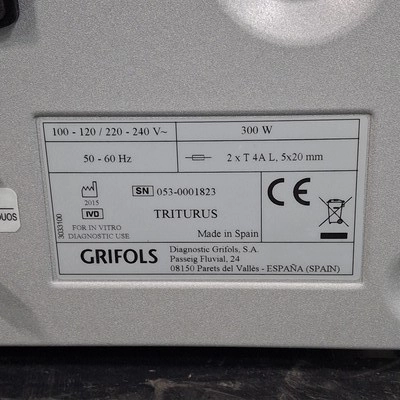 100 - 120 / 220 - 240 V~
300 W
50 - 60 Hz
2 x T 4A L, 5x20 mm
2015
SN 053-0001823
IVD
TRITURUS
FOR IN VITRO
DIAGNOSTIC USE
Made in Spain
3033100
CE
GRIFOLS
Diagnostic Grifols, S.A.
Passeig Fluvial, 24
08150 Parets del Vallès - ESPAÑA (SPAIN)